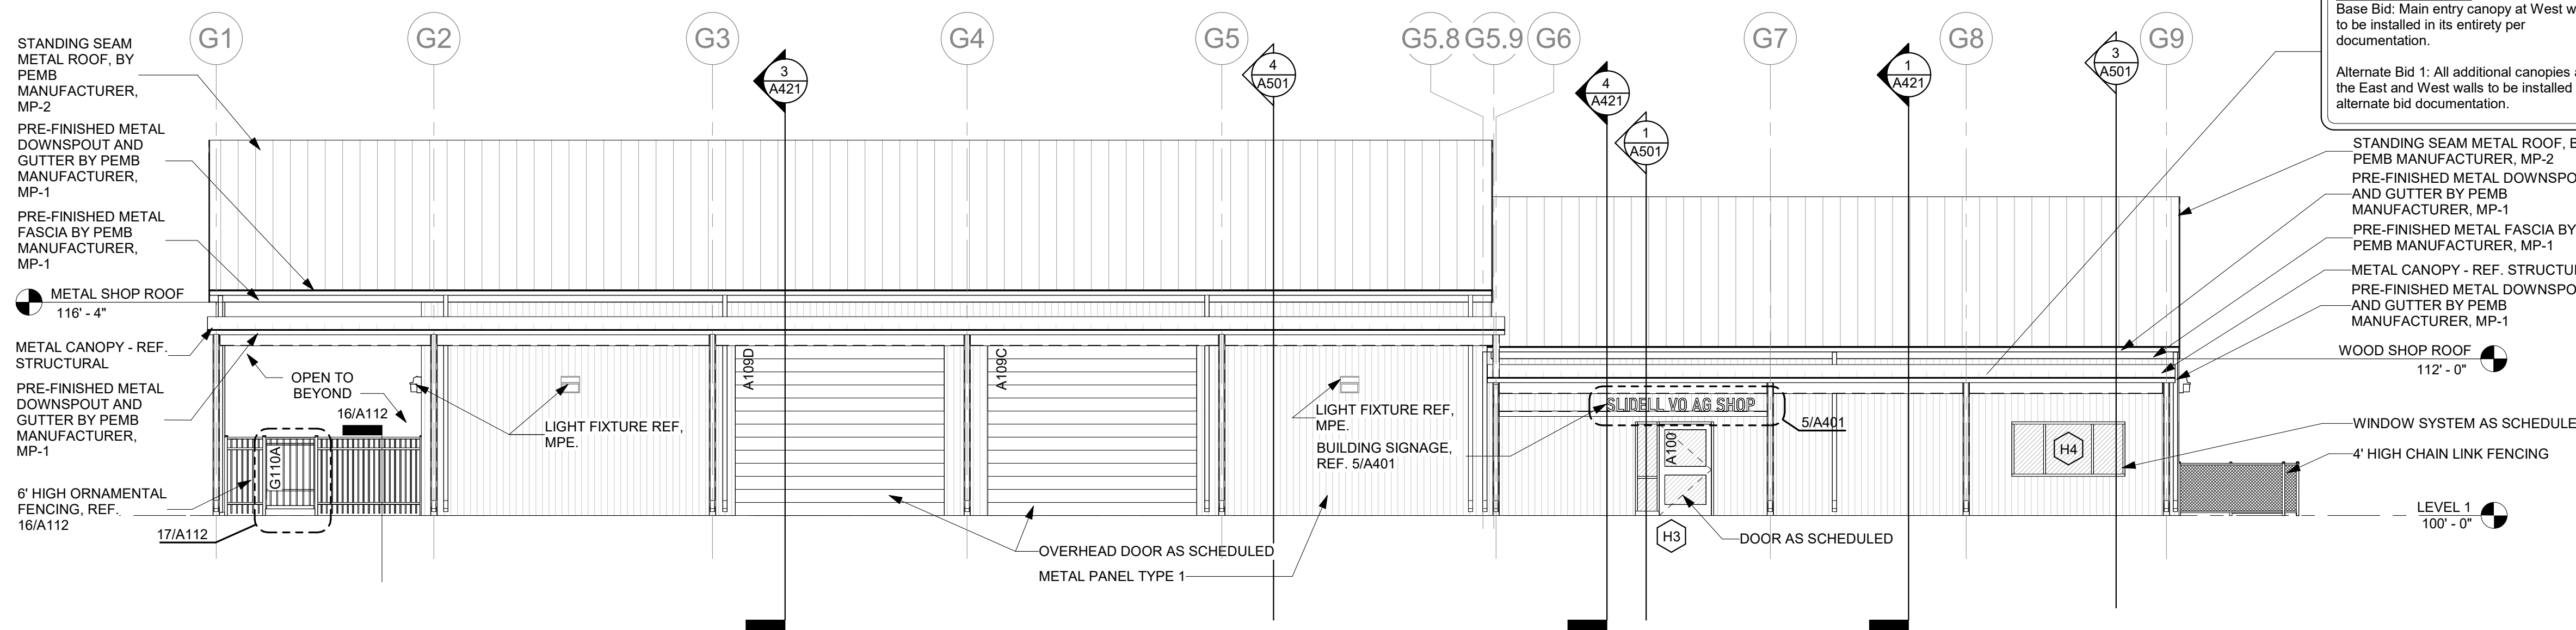 G1
G2
G3
G4
G5
G5.8
G5.9
G6
G7
G8
G9
3
A421
4
A501
4
A421
1
A501
1
A421
3
A501
STANDING SEAM
METAL ROOF, BY
PEMB
MANUFACTURER,
MP-2
PRE-FINISHED METAL
DOWNSPOUT AND
GUTTER BY PEMB
MANUFACTURER,
MP-1
PRE-FINISHED METAL
FASCIA BY PEMB
MANUFACTURER,
MP-1
METAL SHOP ROOF
116' - 4"
METAL CANOPY - REF.
STRUCTURAL
PRE-FINISHED METAL
DOWNSPOUT AND
GUTTER BY PEMB
MANUFACTURER,
MP-1
6' HIGH ORNAMENTAL
FENCING, REF.
16/A112
17/A112
OPEN TO
BEYOND
16/A112
G110A
LIGHT FIXTURE REF,
MPE.
A109D
A109C
OVERHEAD DOOR AS SCHEDULED
METAL PANEL TYPE 1
LIGHT FIXTURE REF,
MPE.
BUILDING SIGNAGE,
REF. 5/A401
SLIDELL VO AG SHOP
5/A401
A100
H3
DOOR AS SCHEDULED
H4
Base Bid: Main entry canopy at West
to be installed in its entirety per
documentation.
Alternate Bid 1: All additional canopies
the East and West walls to be installed
alternate bid documentation.
STANDING SEAM METAL ROOF,
PEMB MANUFACTURER, MP-2
PRE-FINISHED METAL DOWNSPO
AND GUTTER BY PEMB
MANUFACTURER, MP-1
PRE-FINISHED METAL FASCIA BY
PEMB MANUFACTURER, MP-1
METAL CANOPY - REF. STRUCTU
PRE-FINISHED METAL DOWNSPO
AND GUTTER BY PEMB
MANUFACTURER, MP-1
WOOD SHOP ROOF
112' - 0"
WINDOW SYSTEM AS SCHEDULE
4' HIGH CHAIN LINK FENCING
LEVEL 1
100' - 0"